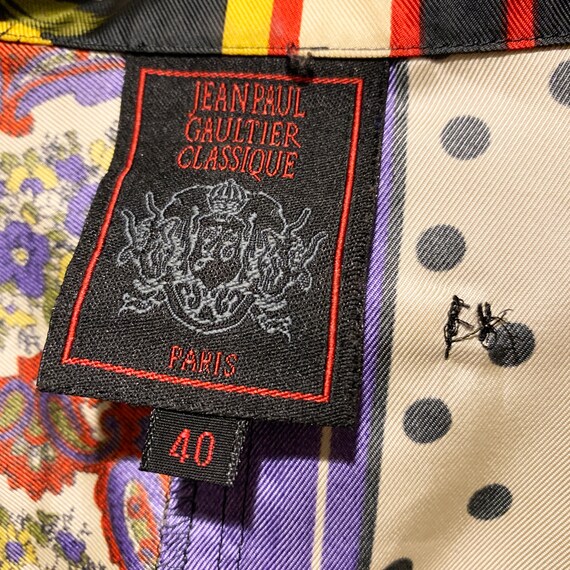 JEAN PAUL
GAULTIER
CLASSIQUE
PARIS
40